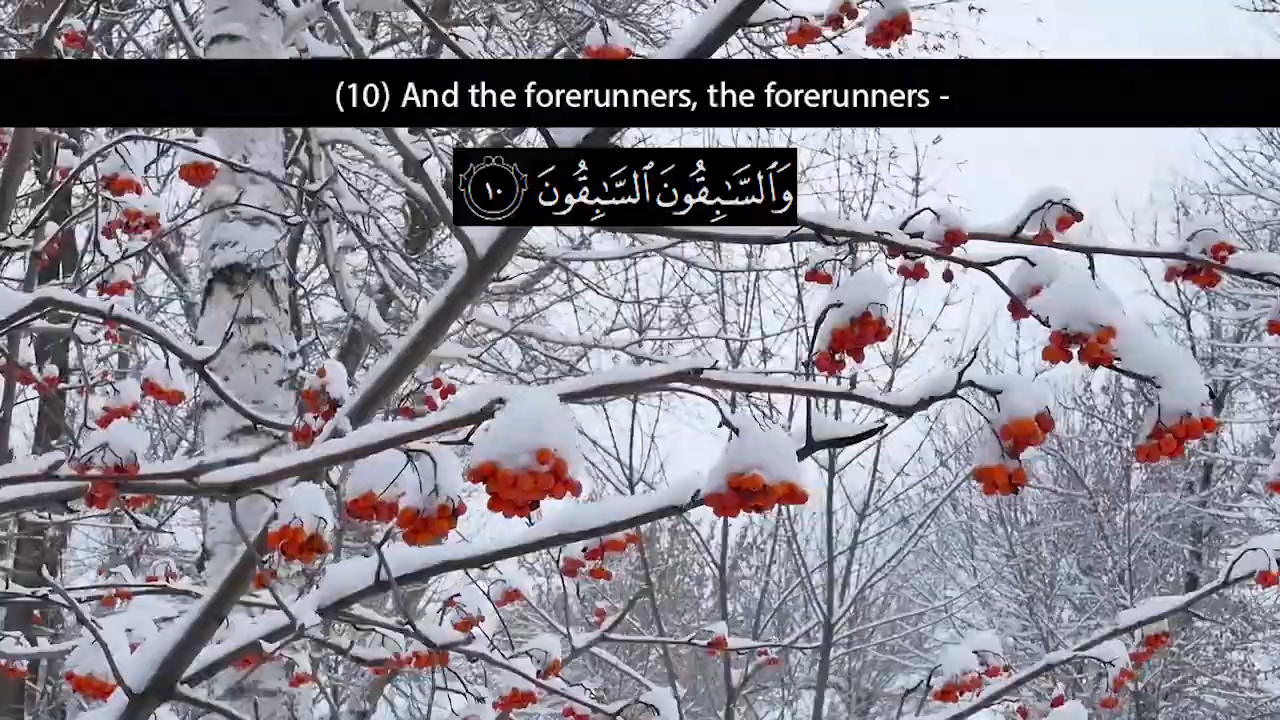 (10) And the forerunners, the forerunners -
وَٱلسَّـٰبِقُونَ ٱلسَّـٰبِقُونَ ١٠